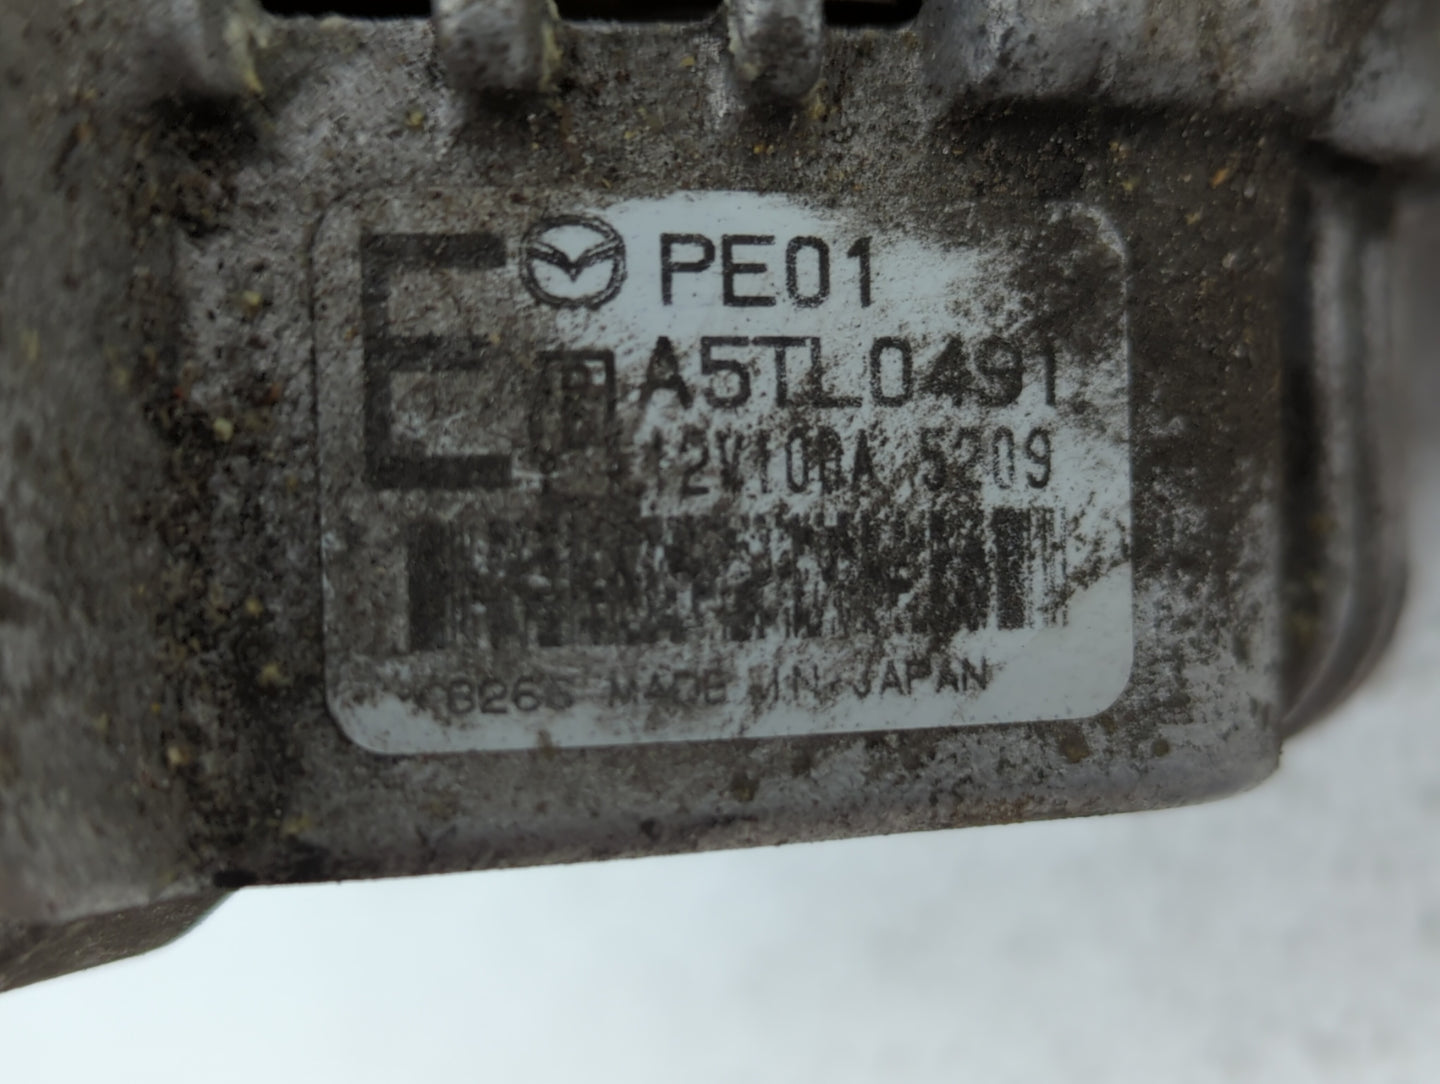 E PE01
A5TL0491
12V100A 5209
MADE IN JAPAN